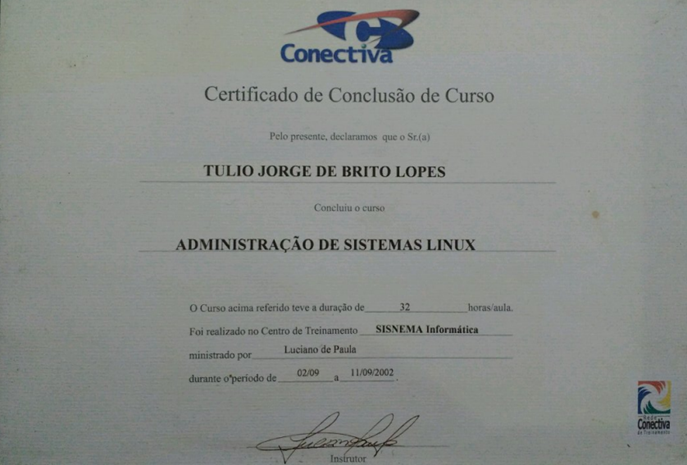 Conectiva
Certificado de Conclusão de Curso
Pelo presente, declaramos que o Sr.(a)
TULIO JORGE DE BRITO LOPES
Concluiu o curso
ADMINISTRAÇÃO DE SISTEMAS LINUX
O Curso acima referido teve a duração de 32 horas/aula.
Foi realizado no Centro de Treinamento SISNEMA Informática
ministrado por Luciano de Paula
durante o período de 02/09 a 11/09/2002.
Instrutor
Rede
Conectiva
de Treinamento